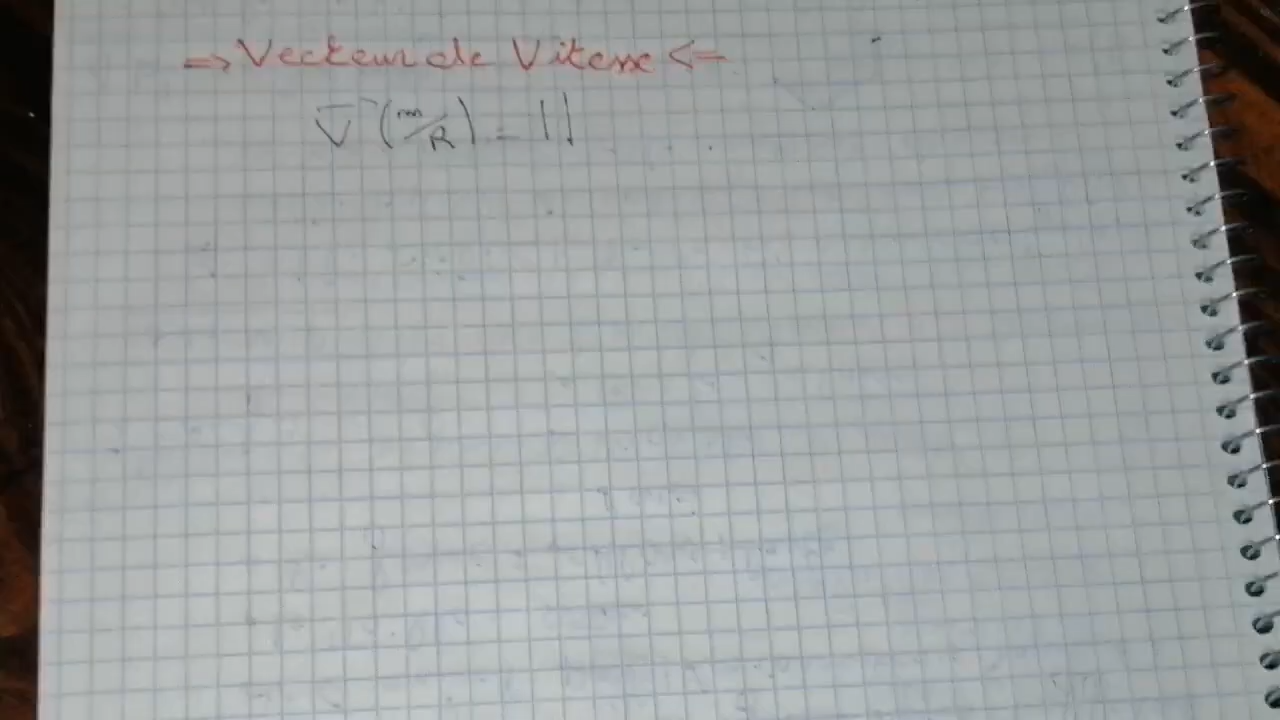 ⇒ Vecteur de Vitesse ⇐
V⃗ (m/R) = ||